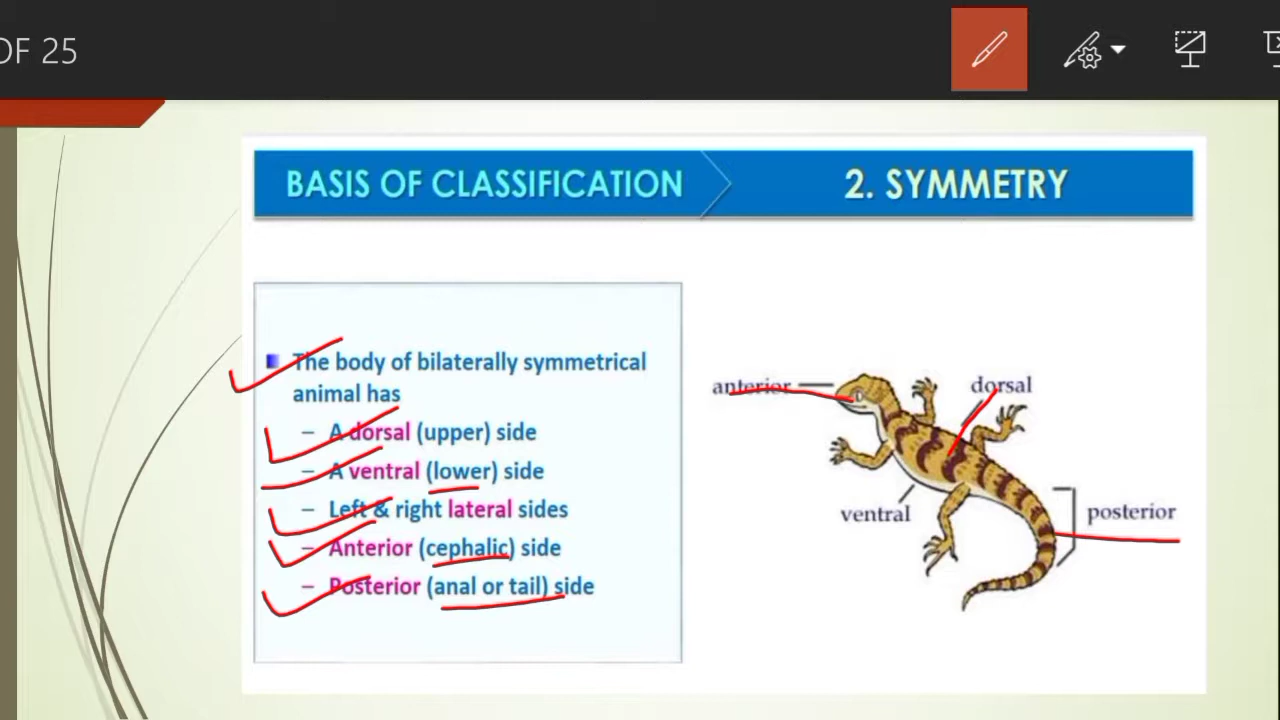 OF 25
BASIS OF CLASSIFICATION
2. SYMMETRY
The body of bilaterally symmetrical
animal has
– A dorsal (upper) side
– A ventral (lower) side
– Left & right lateral sides
– Anterior (cephalic) side
– Posterior (anal or tail) side
anterior
dorsal
ventral
posterior